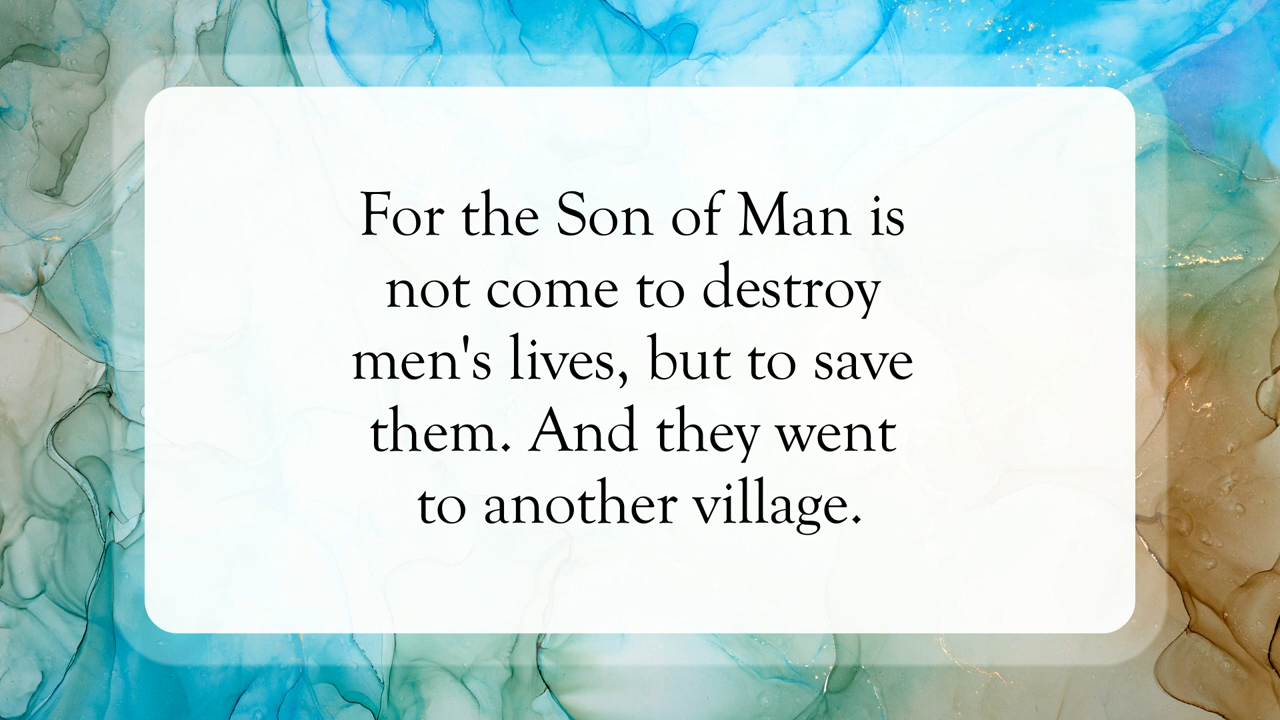 For the Son of Man is
not come to destroy
men's lives, but to save
them. And they went
to another village.